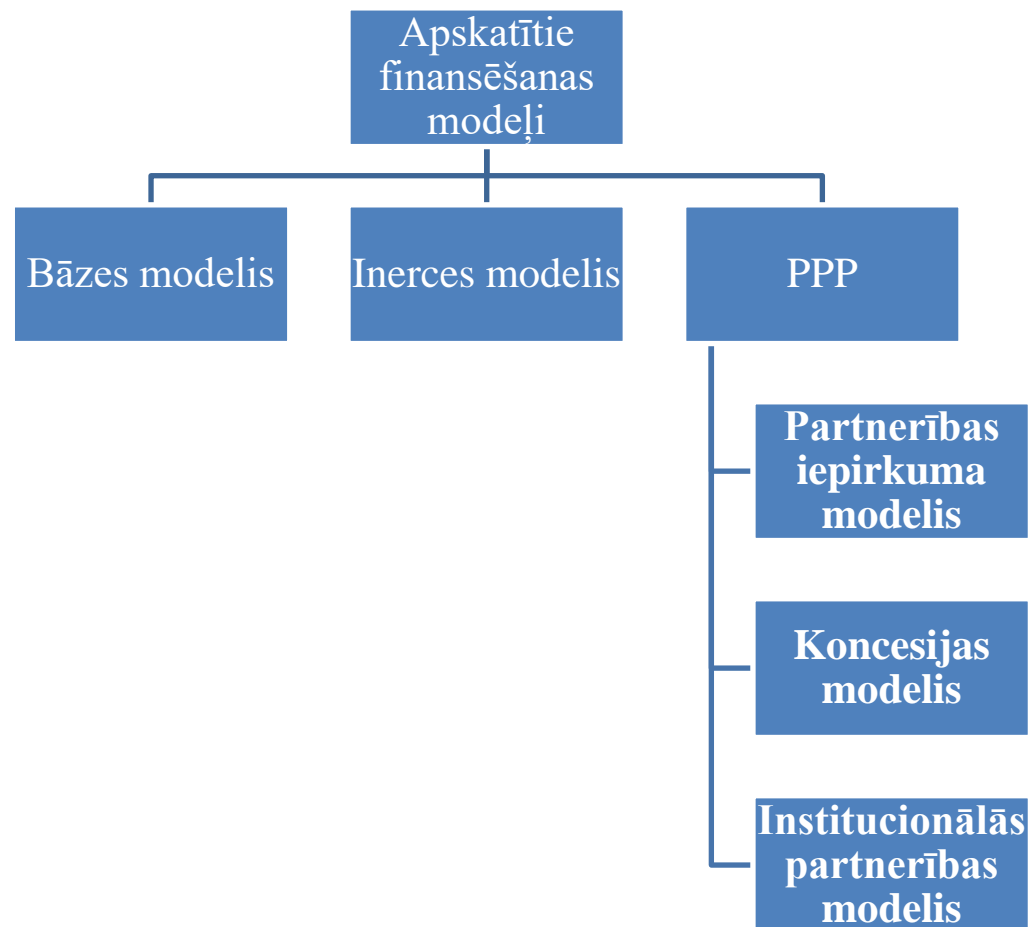 Apskatītie
finansēšanas
modeļi
Bāzes modelis
Inerces modelis
PPP
Partnerības
iepirkuma
modelis
Koncesijas
modelis
Institucionālās
partnerības
modelis